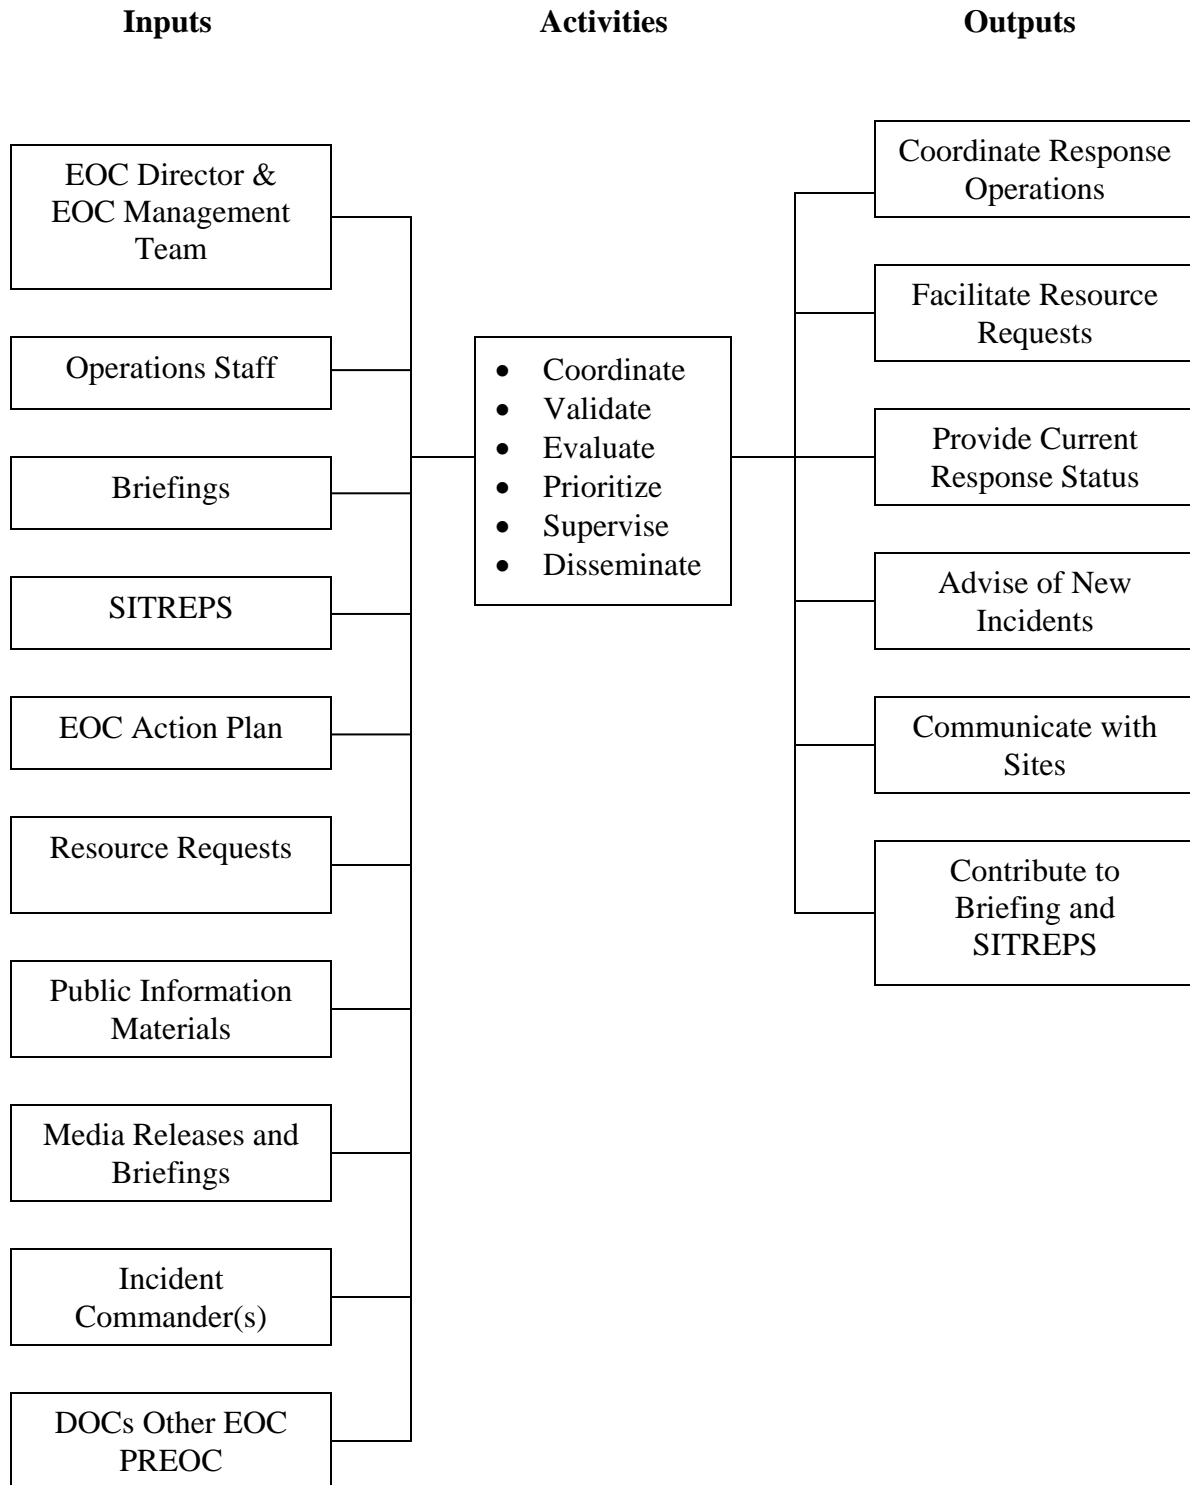 Inputs
Activities
Outputs
EOC Director &
EOC Management
Team
Operations Staff
Briefings
SITREPS
EOC Action Plan
Resource Requests
Public Information
Materials
Media Releases and
Briefings
Incident
Commander(s)
DOCs Other EOC
PREOC
• Coordinate
• Validate
• Evaluate
• Prioritize
• Supervise
• Disseminate
Coordinate Response
Operations
Facilitate Resource
Requests
Provide Current
Response Status
Advise of New
Incidents
Communicate with
Sites
Contribute to
Briefing and
SITREPS